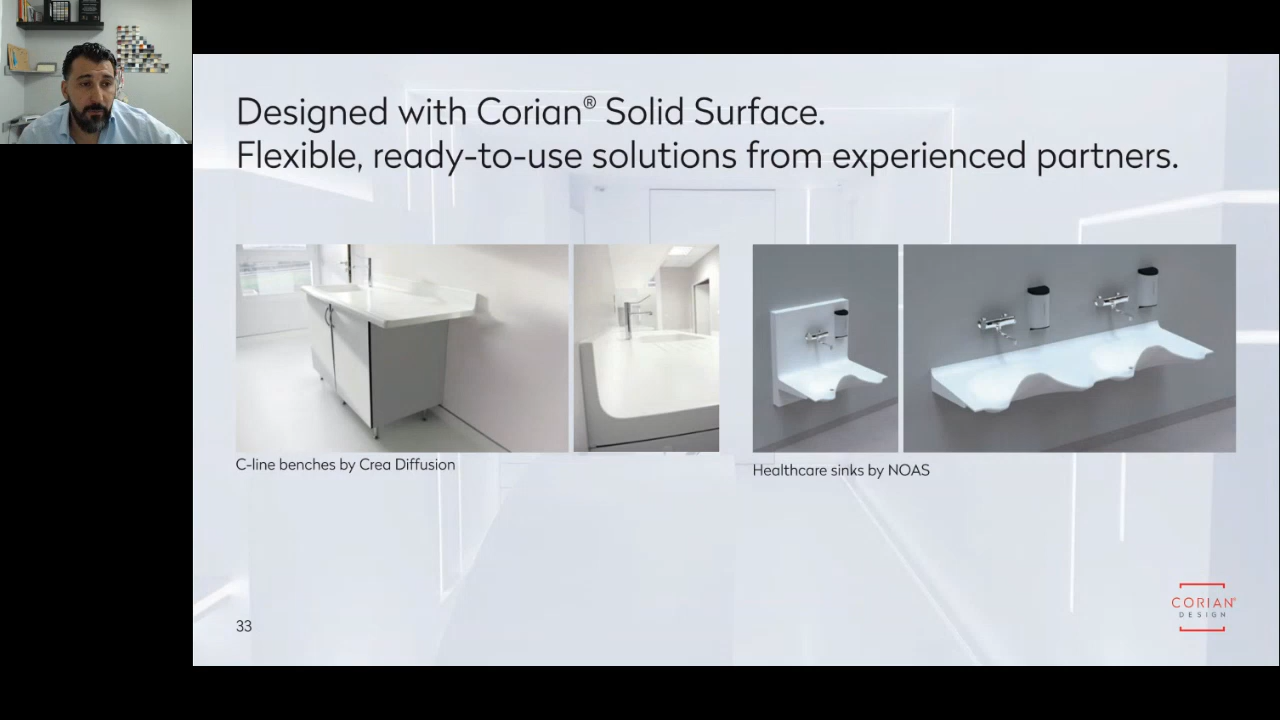 Designed with Corian® Solid Surface.
Flexible, ready-to-use solutions from experienced partners.
C-line benches by Crea Diffusion
Healthcare sinks by NOAS
33
CORIAN®
DESIGN